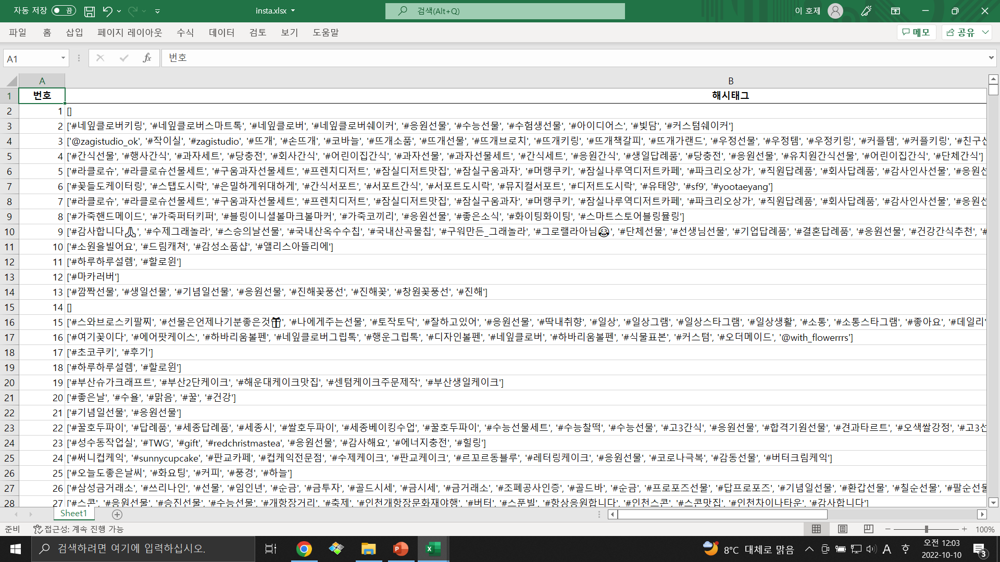 자동 저장 끔 insta.xlsx 검색(Alt+Q) 이 호제
파일 홈 삽입 페이지 레이아웃 수식 데이터 검토 보기 도움말 메모 공유
A1 fx 번호
A B
1 번호 해시태그
2 1 []
3 2 ['#네잎클로버키링', '#네잎클로버스마트톡', '#네잎클로버', '#네잎클로버쉐이커', '#응원선물', '#수능선물', '#수험생선물', '#아이디어스', '#빛담', '#커스텀쉐이커']
4 3 ['@zagistudio_ok', '#작이실', '#zagistudio', '#뜨개', '#손뜨개', '#코바늘', '#뜨개소품', '#뜨개선물', '#뜨개브로치', '#뜨개키링', '#뜨개책갈피', '#뜨개가랜드', '#우정선물', '#우정템', '#우정키링', '#커플템', '#커플키링', '#친구선
5 4 ['#간식선물', '#행사간식', '#과자세트', '#당충전', '#회사간식', '#어린이집간식', '#과자선물', '#과자선물세트', '#간식세트', '#응원간식', '#생일답례품', '#당충전', '#응원선물', '#유치원간식선물', '#어린이집간식', '#단체간식']
6 5 ['#라클로슈', '#라클로슈선물세트', '#구움과자선물세트', '#프렌치디저트', '#잠실디저트맛집', '#잠실구움과자', '#머랭쿠키', '#잠실나루역디저트카페', '#파크리오상가', '#직원답례품', '#회사답례품', '#감사인사선물', '#응원선
7 6 ['#꽃들도케이터링', '#스탭도시락', '#은밀하게위대하게', '#간식서포트', '#서포트간식', '#서포트도시락', '#뮤지컬서포트', '#디저트도시락', '#유태양', '#sf9', '#yootaeyang']
8 7 ['#라클로슈', '#라클로슈선물세트', '#구움과자선물세트', '#프렌치디저트', '#잠실디저트맛집', '#잠실구움과자', '#머랭쿠키', '#잠실나루역디저트카페', '#파크리오상가', '#직원답례품', '#회사답례품', '#감사인사선물', '#응원선
9 8 ['#가죽핸드메이드', '#가죽퍼터키퍼', '#블링이니셜볼마크볼마커', '#가죽코끼리', '#응원선물', '#좋은소식', '#화이팅화이팅', '#스마트스토어블링뮬링']
10 9 ['#감사합니다🙏', '#수제그래놀라', '#스승의날선물', '#국내산옥수수칩', '#국내산곡물칩', '#구워만든_그래놀라', '#그로랠라아님😂', '#단체선물', '#선생님선물', '#기업답례품', '#결혼답례품', '#응원선물', '#건강간식추천', '#
11 10 ['#소원을빌어요', '#드림캐쳐', '#감성소품샵', '#앨리스아뜰리에']
12 11 ['#하루하루설렘', '#할로윈']
13 12 ['#마카러버']
14 13 ['#깜짝선물', '#생일선물', '#기념일선물', '#응원선물', '#진해꽃풍선', '#진해꽃', '#창원꽃풍선', '#진해']
15 14 []
16 15 ['#스와브로스키팔찌', '#선물은언제나기분좋은것🎁', '#나에게주는선물', '#토작토닥', '#잘하고있어', '#응원선물', '#딱내취향', '#일상', '#일상그램', '#일상스타그램', '#일상생활', '#소통', '#소통스타그램', '#좋아요', '#데일리'
17 16 ['#여기꽃이다', '#에어팟케이스', '#하바리움볼펜', '#네잎클로버그립톡', '#행운그립톡', '#디자인볼펜', '#네잎클로버', '#하바리움볼펜', '#식물표본', '#커스텀', '#오더메이드', '@with_flowerrrs']
18 17 ['#초코쿠키', '#후기']
19 18 ['#하루하루설렘', '#할로윈']
20 19 ['#부산슈가크래프트', '#부산2단케이크', '#해운대케이크맛집', '#센텀케이크주문제작', '#부산생일케이크']
21 20 ['#좋은날', '#수욜', '#맑음', '#꿀', '#건강']
22 21 ['#기념일선물', '#응원선물']
23 22 ['#꿀호두파이', '#답례품', '#세종답례품', '#세종시', '#쌀호두파이', '#세종베이킹수업', '#꿀호두파이', '#수능선물세트', '#수능찰떡', '#수능선물', '#고3간식', '#응원선물', '#합격기원선물', '#견과타르트', '#오색쌀강정', '#고3선
24 23 ['#성수동작업실', '#TWG', '#gift', '#redchristmastea', '#응원선물', '#감사해요', '#에너지충전', '#힐링']
25 24 ['#써니컵케익', '#sunnycupcake', '#판교카페', '#컵케익전문점', '#수제케이크', '#판교케이크', '#르꼬르동블루', '#레터링케이크', '#응원선물', '#코로나극복', '#감동선물', '#버터크림케익']
26 25 ['#오늘도좋은날씨', '#화요팅', '#커피', '#풍경', '#하늘']
27 26 ['#삼성금거래소', '#쓰리나인', '#선물', '#임인년', '#순금', '#금투자', '#골드시세', '#금시세', '#금거래소', '#조폐공사인증', '#골드바', '#순금', '#프로포즈선물', '#답프로포즈', '#기념일선물', '#환갑선물', '#칠순선물', '#팔순선물
28 27 ['#스콘', '#응원선물', '#승진선물', '#수능선물', '#개항장거리', '#축제', '#인천개항장문화재야행', '#버터', '#스푼빌', '#항상응원합니다', '#인천스콘', '#스콘맛집', '#인천차이나타운', '#감사합니다']
Sheet1
준비 접근성: 계속 진행 가능 100%
검색하려면 여기에 입력하십시오. 8°C 대체로 맑음 A 오전 12:03
2022-10-10 3